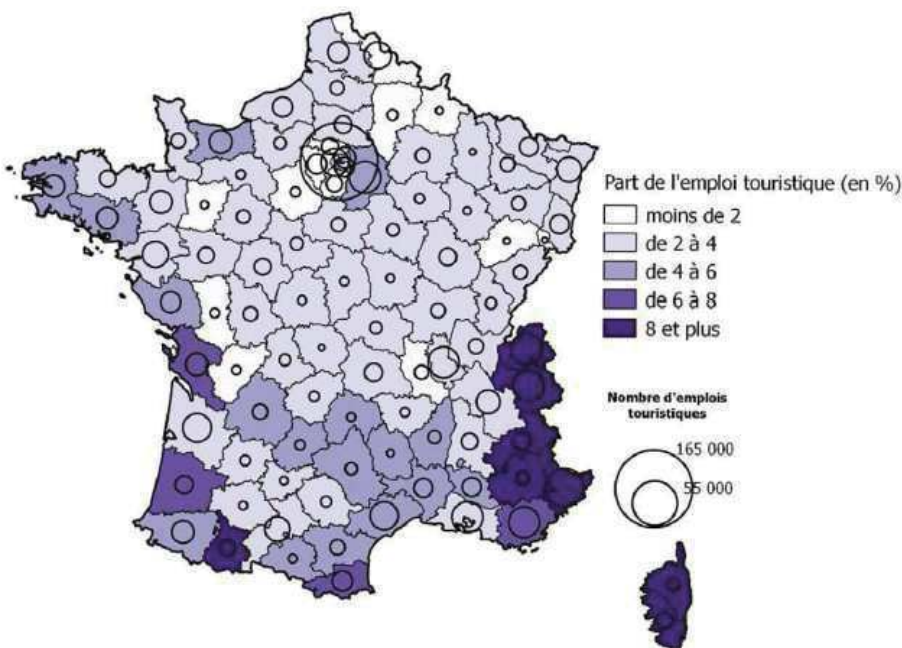 Part de l'emploi touristique (en %)
moins de 2
de 2 à 4
de 4 à 6
de 6 à 8
8 et plus
Nombre d'emplois
touristiques
165 000
55 000